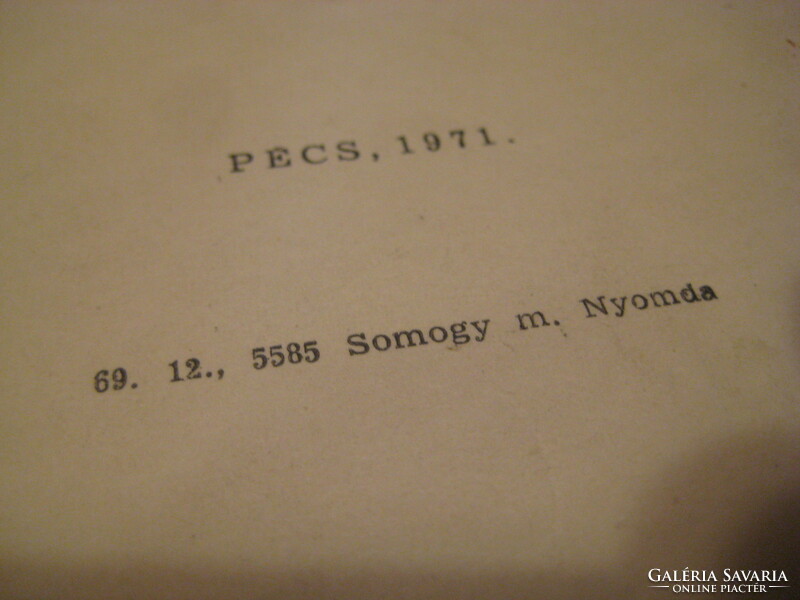 PECS, 1971.
69. 12., 5585 Somogy m. Nyomda
GALÉRIA SAVARIA
ONLINE PIACTÉR